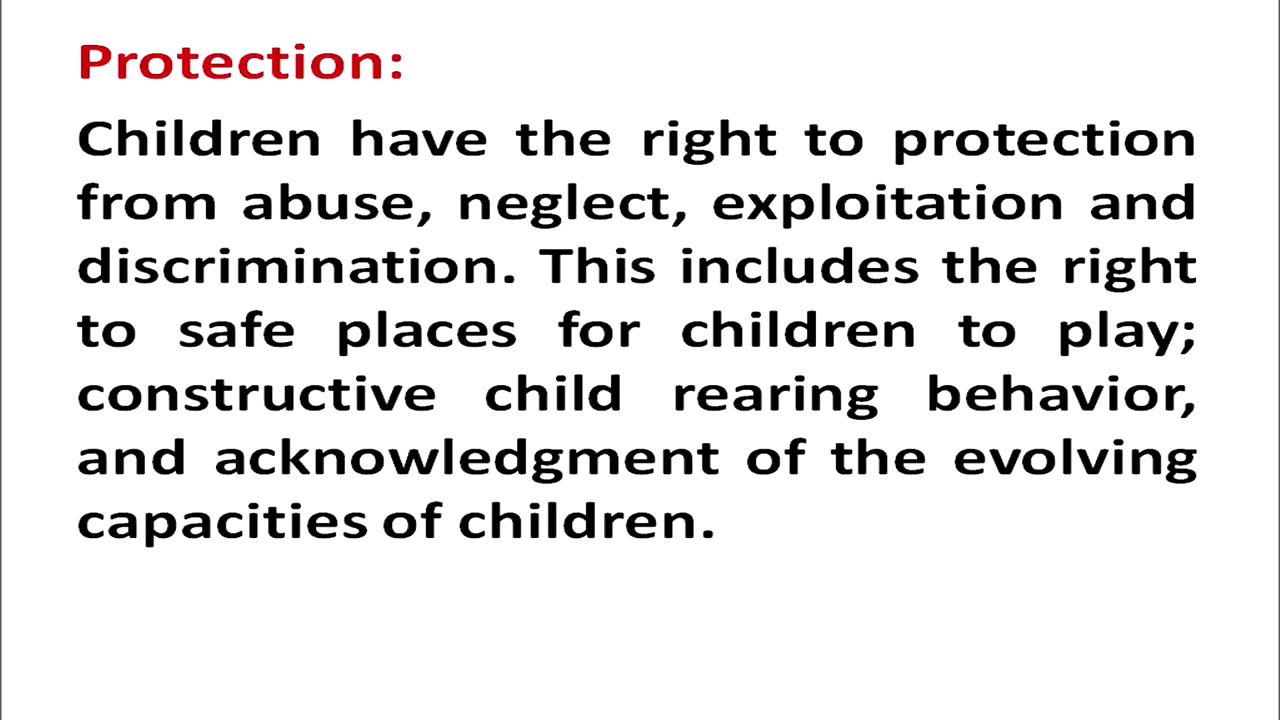 Protection:
Children have the right to protection
from abuse, neglect, exploitation and
discrimination. This includes the right
to safe places for children to play;
constructive child rearing behavior,
and acknowledgment of the evolving
capacities of children.